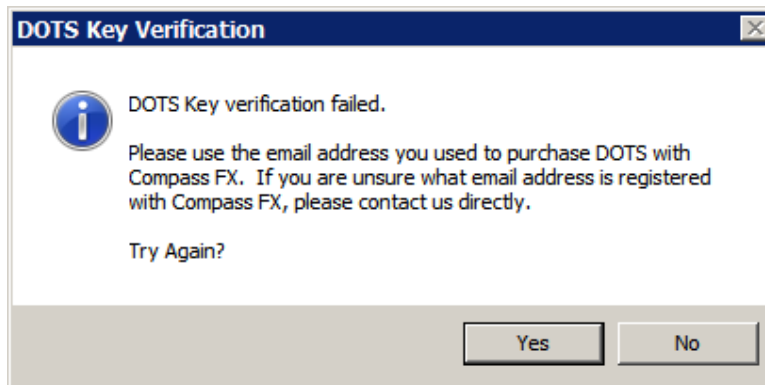 DOTS Key Verification
DOTS Key verification failed.
Please use the email address you used to purchase DOTS with
Compass FX. If you are unsure what email address is registered
with Compass FX, please contact us directly.
Try Again?
Yes
No